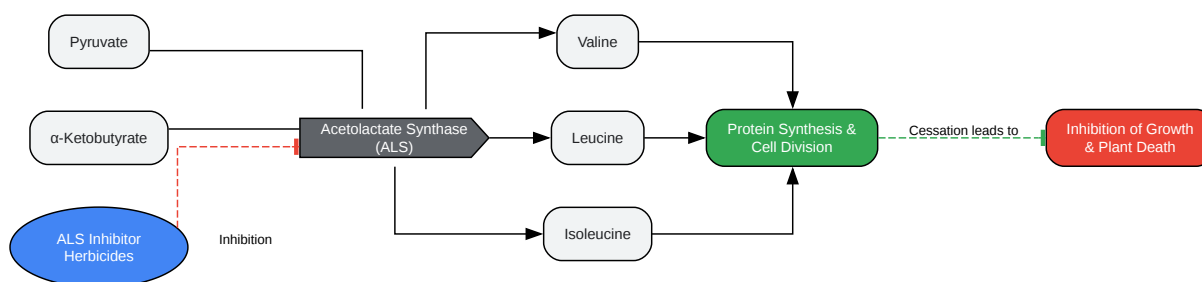 Pyruvate
Valine
Acetolactate Synthase
(ALS)
α-Ketobutyrate
Leucine
Protein Synthesis &
Cell Division
Cessation leads to
Inhibition of Growth
& Plant Death
ALS Inhibitor
Herbicides
Inhibition
Isoleucine